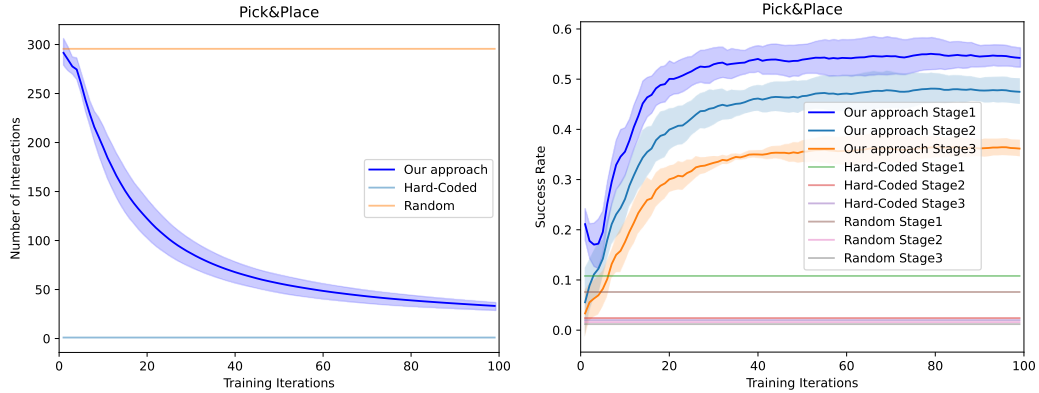 Pick&Place
300
250
200
150
100
50
0
Number of Interactions
0 20 40 60 80 100
Training Iterations
Our approach
Hard-Coded
Random
Pick&Place
0.6
0.5
0.4
0.3
0.2
0.1
0.0
Success Rate
0 20 40 60 80 100
Training Iterations
Our approach Stage1
Our approach Stage2
Our approach Stage3
Hard-Coded Stage1
Hard-Coded Stage2
Hard-Coded Stage3
Random Stage1
Random Stage2
Random Stage3